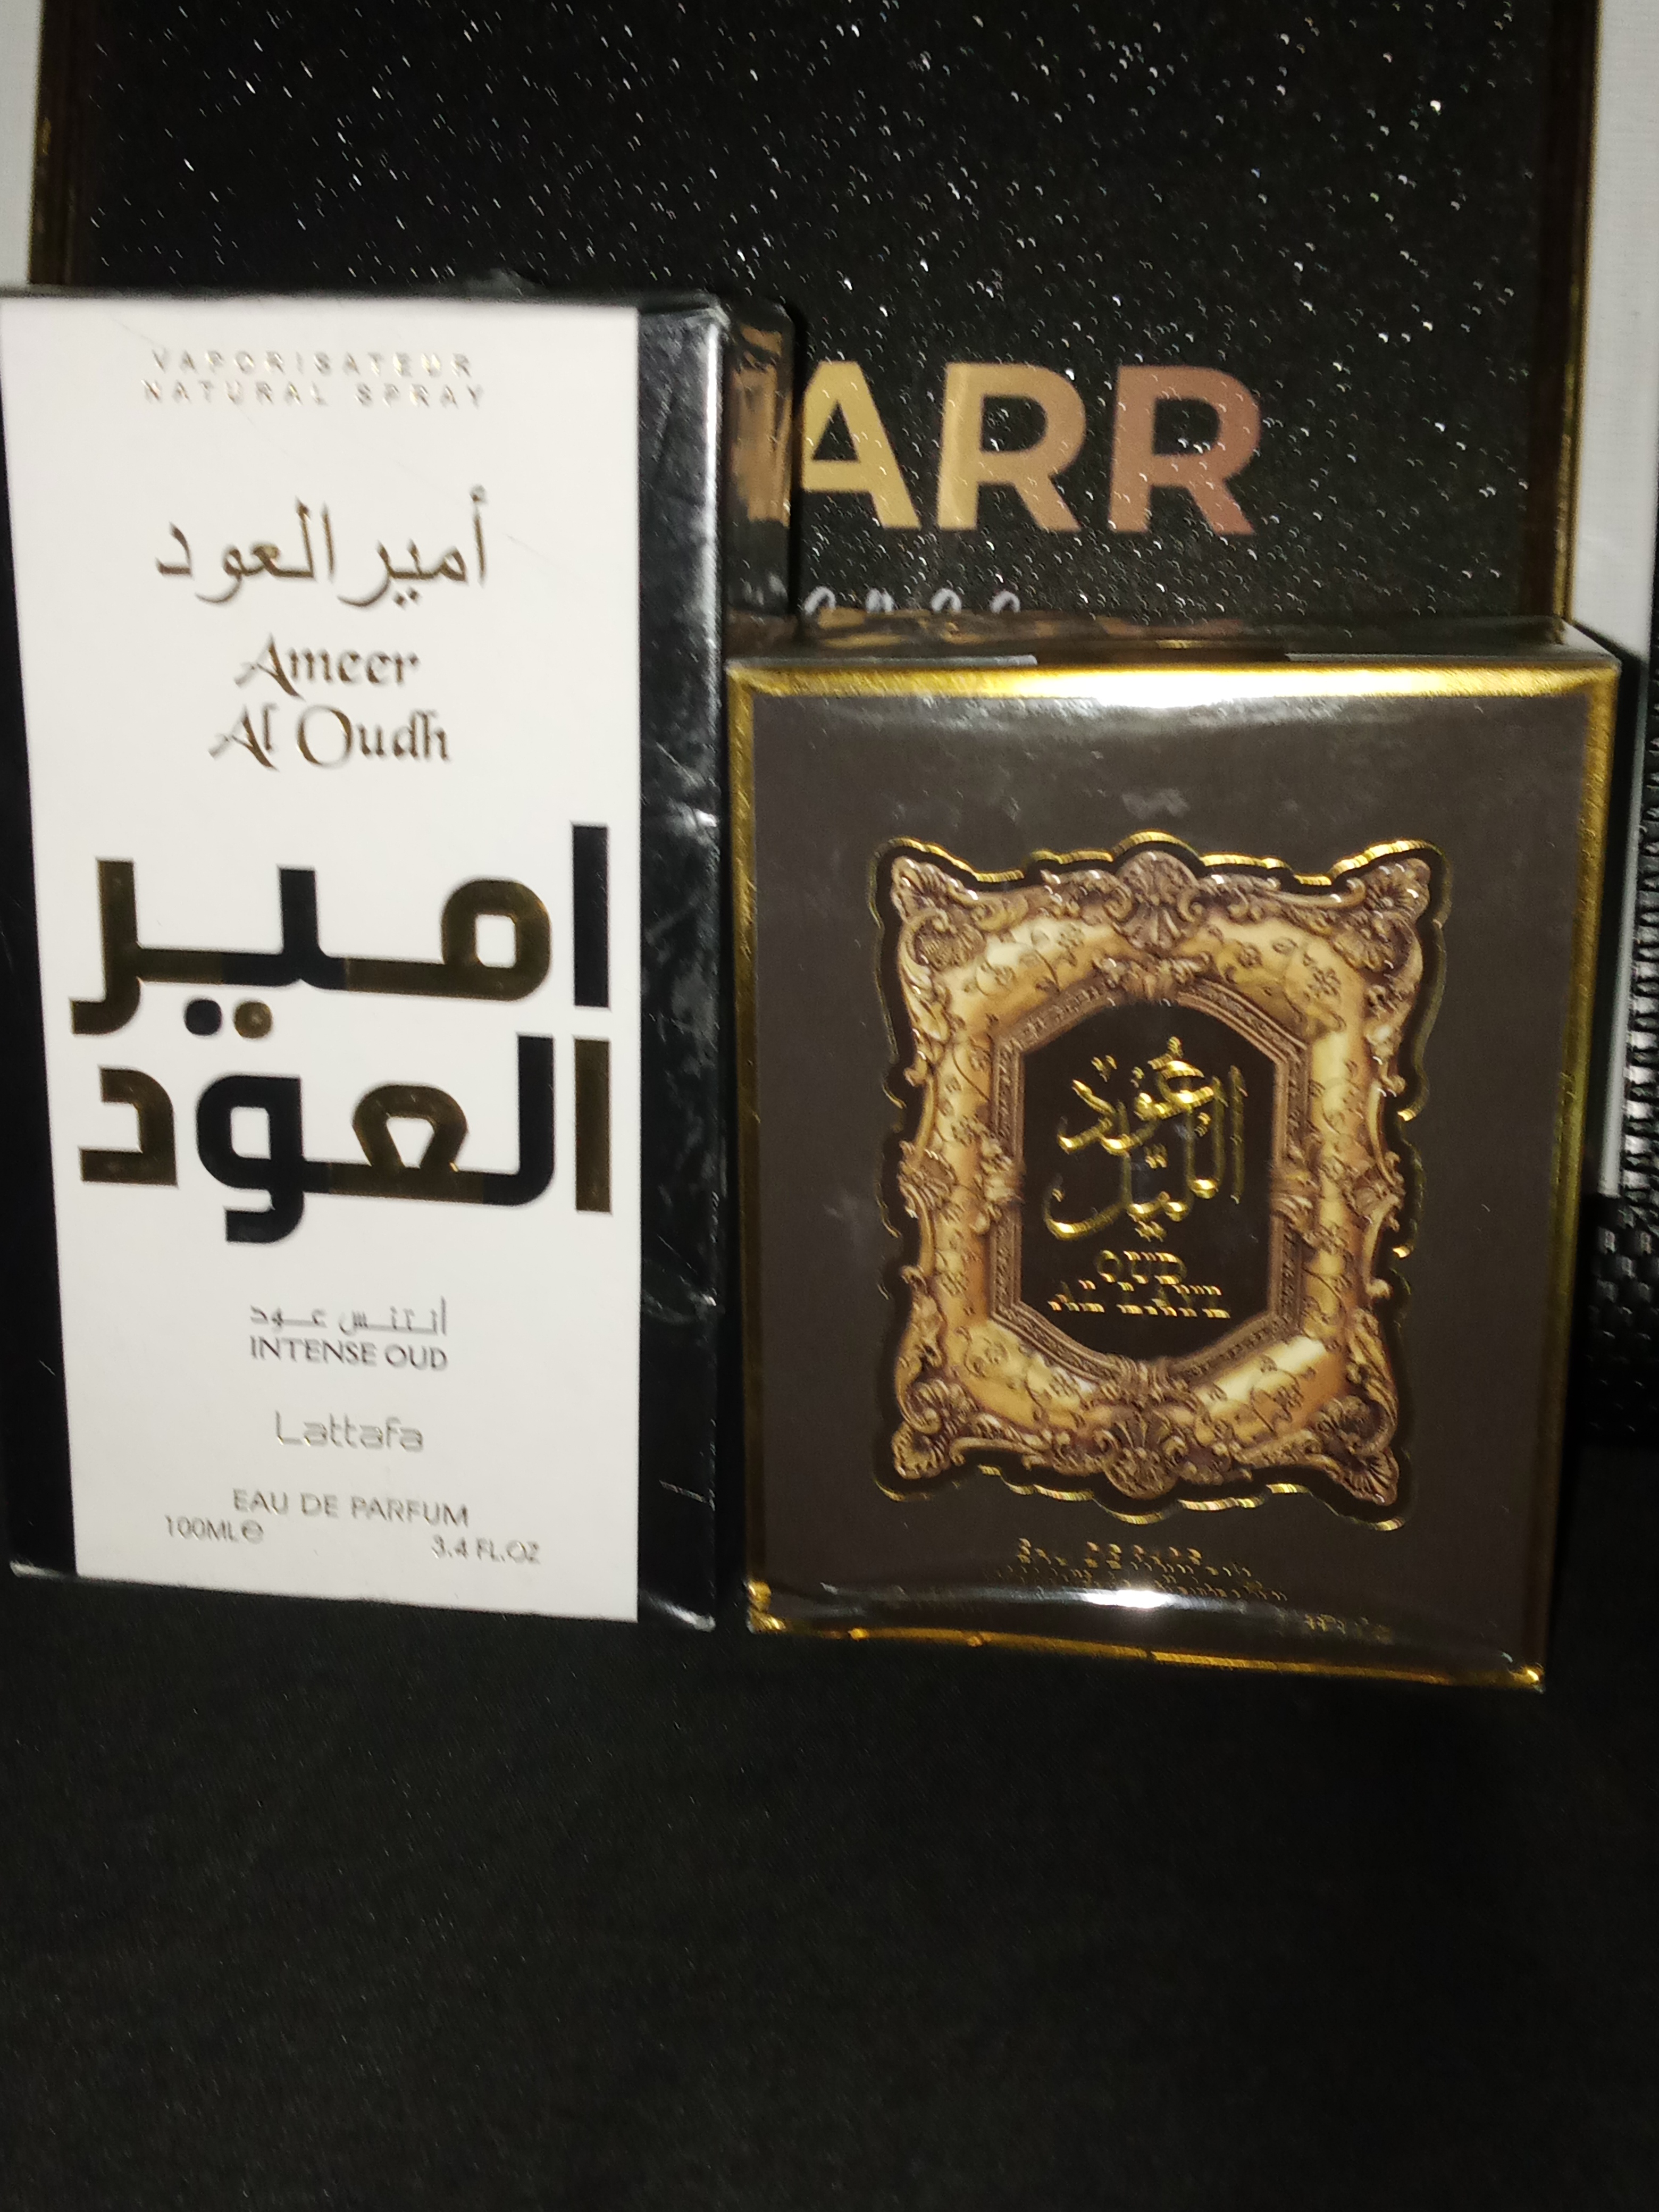 VAPORISATEUR
NATURAL SPRAY
أمير العود
Ameer
Al Oudh
امير
العود
انتنس عود
INTENSE OUD
Lattafa
EAU DE PARFUM
100ML e
3.4 FL.OZ
ARR
عود
الليل
OUD